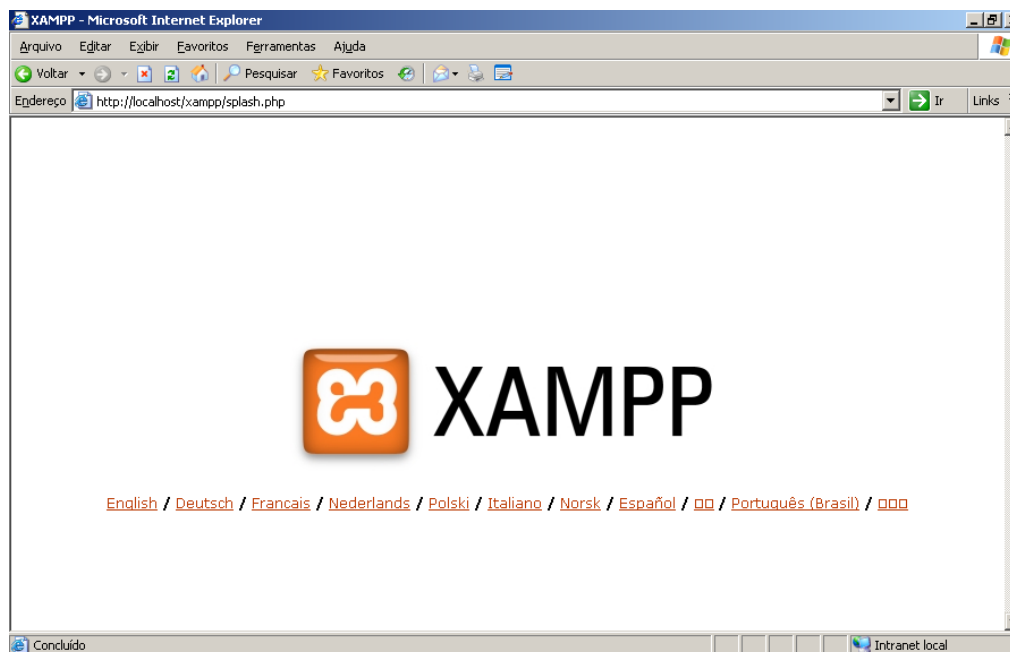 XAMPP - Microsoft Internet Explorer
Arquivo Editar Exibir Favoritos Ferramentas Ajuda
Voltar Pesquisar Favoritos
Endereço http://localhost/xampp/splash.php Ir Links
XAMPP
English / Deutsch / Francais / Nederlands / Polski / Italiano / Norsk / Español / □□ / Português (Brasil) / □□□
Concluído Intranet local